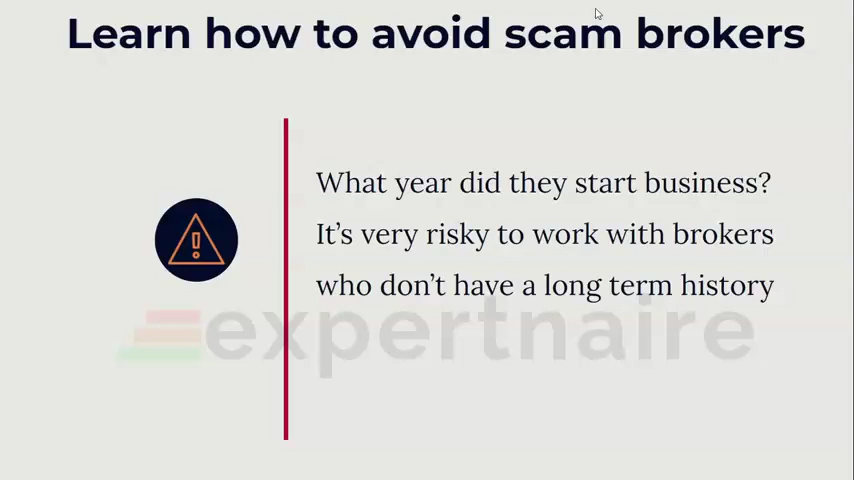 Learn how to avoid scam brokers
What year did they start business?
It's very risky to work with brokers
who don't have a long term history
expertnaire